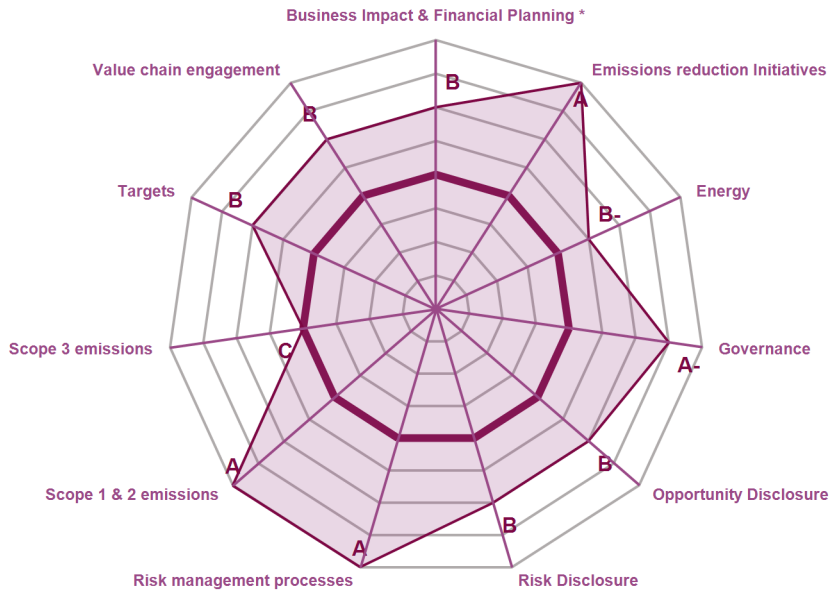 Business Impact & Financial Planning *
Value chain engagement
Emissions reduction Initiatives
B
A
B
Targets
B
B-
Energy
Scope 3 emissions
C
Governance
A-
A
B
Scope 1 & 2 emissions
Opportunity Disclosure
B
A
Risk management processes
Risk Disclosure